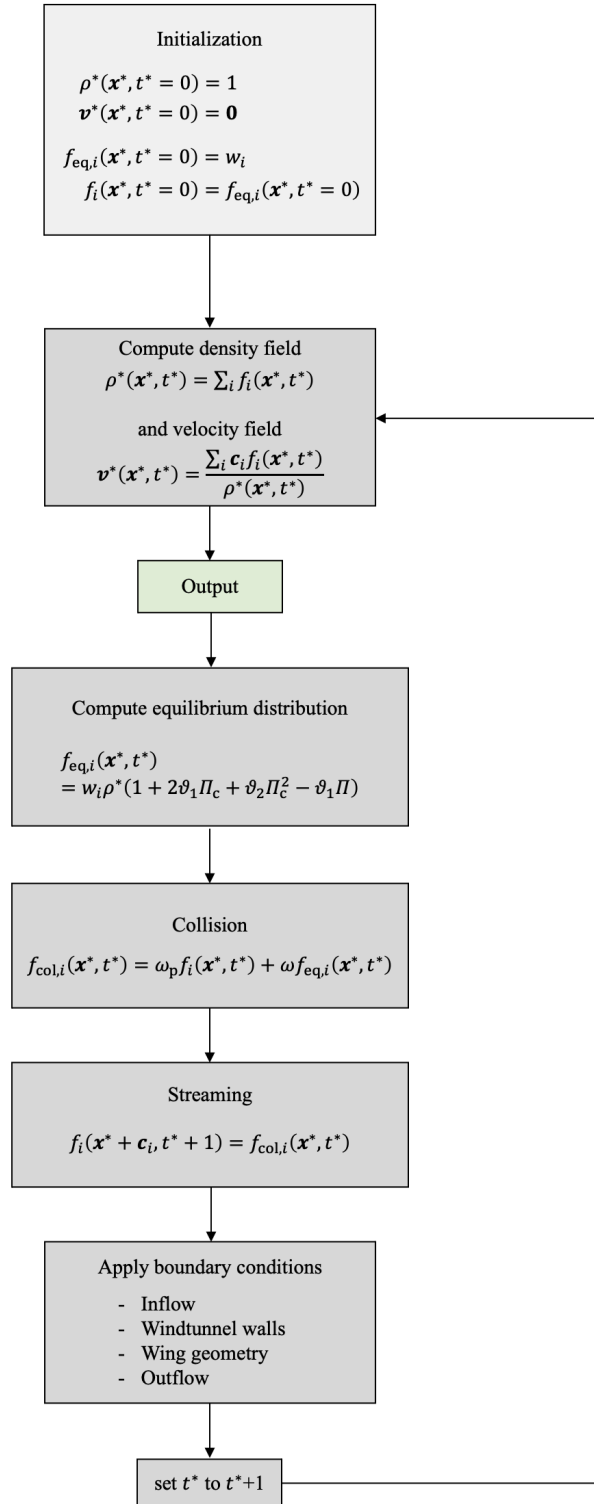 Initialization
ρ*(x*, t* = 0) = 1
v*(x*, t* = 0) = 0
f_eq,i(x*, t* = 0) = w_i
f_i(x*, t* = 0) = f_eq,i(x*, t* = 0)
Compute density field
ρ*(x*, t*) = ∑_i f_i(x*, t*)
and velocity field
v*(x*, t*) = ∑_i c_i f_i(x*, t*) / ρ*(x*, t*)
Output
Compute equilibrium distribution
f_eq,i(x*, t*)
= w_i ρ*(1 + 2ϑ_1 Π_c + ϑ_2 Π_c^2 − ϑ_1 Π)
Collision
f_col,i(x*, t*) = ω_p f_i(x*, t*) + ω f_eq,i(x*, t*)
Streaming
f_i(x* + c_i, t* + 1) = f_col,i(x*, t*)
Apply boundary conditions
- Inflow
- Windtunnel walls
- Wing geometry
- Outflow
set t* to t*+1